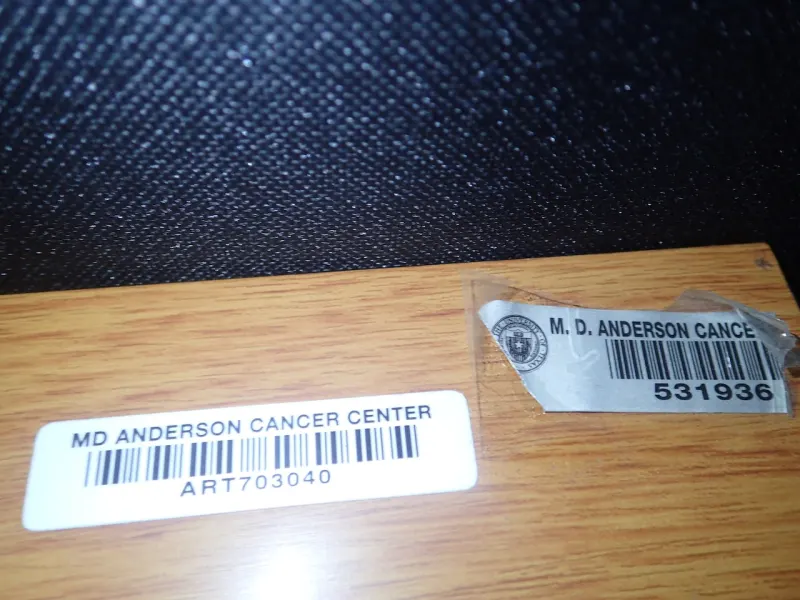 MD ANDERSON CANCER CENTER
ART703040
M. D. ANDERSON CANCE
531936